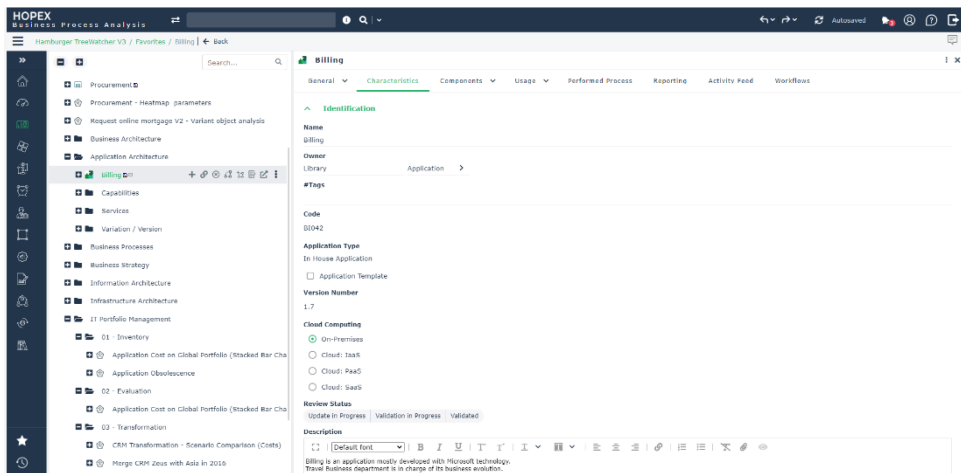 HOPEX
Business Process Analysis
Autosaved
Hamburger TreeWatcher V3 / Favorites / Billing
Back
Search...
Procurement
Procurement - Heatmap parameters
Request online mortgage V2 - Variant object analysis
Business Architecture
Application Architecture
Billing
Capabilities
Services
Variation / Version
Business Processes
Business Strategy
Information Architecture
Infrastructure Architecture
IT Portfolio Management
01 - Inventory
Application Cost on Global Portfolio (Stacked Bar Cha
Application Obsolescence
02 - Evaluation
Application Cost on Global Portfolio (Stacked Bar Cha
03 - Transformation
CRM Transformation - Scenario Comparison (Costs)
Merge CRM Zeus with Asia in 2016
Billing
General Characteristics Components Usage Performed Process Reporting Activity Feed Workflows
Identification
Name
Billing
Owner
Library Application
#Tags
Code
BI042
Application Type
In House Application
Application Template
Version Number
1.7
Cloud Computing
On-Premises
Cloud: IaaS
Cloud: PaaS
Cloud: SaaS
Review Status
Update in Progress Validation in Progress Validated
Description
Default font B I U
Billing is an application mostly developed with Microsoft technology.
Travel Business department is in charge of its business evolution.